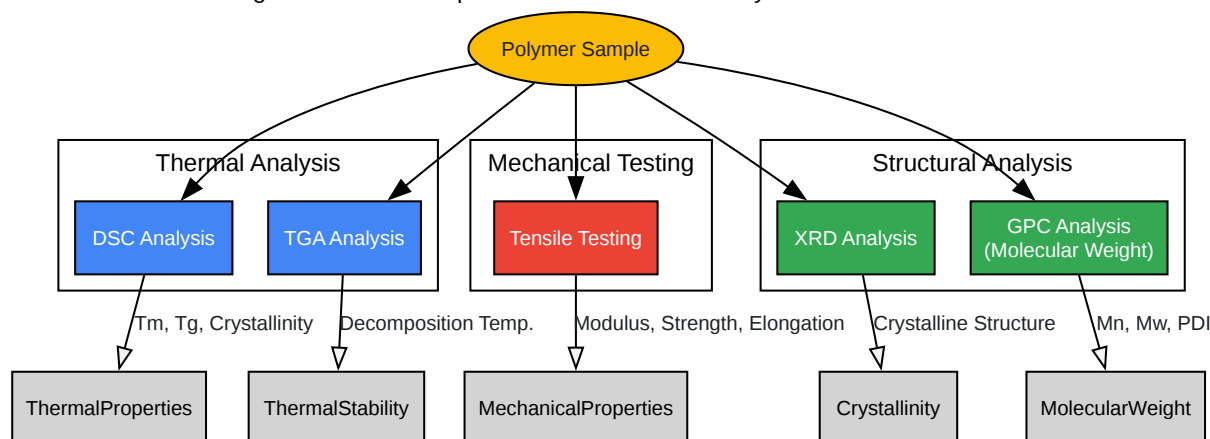 Polymer Sample
Thermal Analysis
Mechanical Testing
Structural Analysis
DSC Analysis
TGA Analysis
Tensile Testing
XRD Analysis
GPC Analysis
(Molecular Weight)
Tm, Tg, Crystallinity
Decomposition Temp.
Modulus, Strength, Elongation
Crystalline Structure
Mn, Mw, PDI
ThermalProperties
ThermalStability
MechanicalProperties
Crystallinity
MolecularWeight